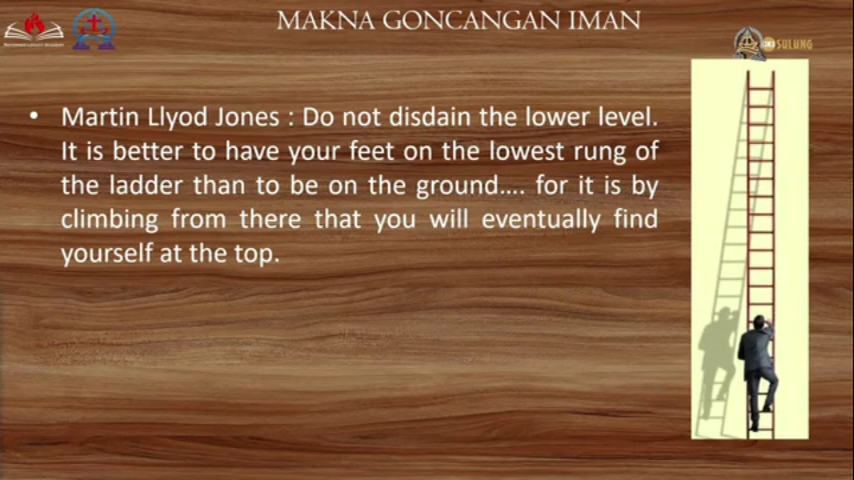 MAKNA GONCANGAN IMAN
SULUNG
• Martin Llyod Jones : Do not disdain the lower level.
It is better to have your feet on the lowest rung of
the ladder than to be on the ground.... for it is by
climbing from there that you will eventually find
yourself at the top.